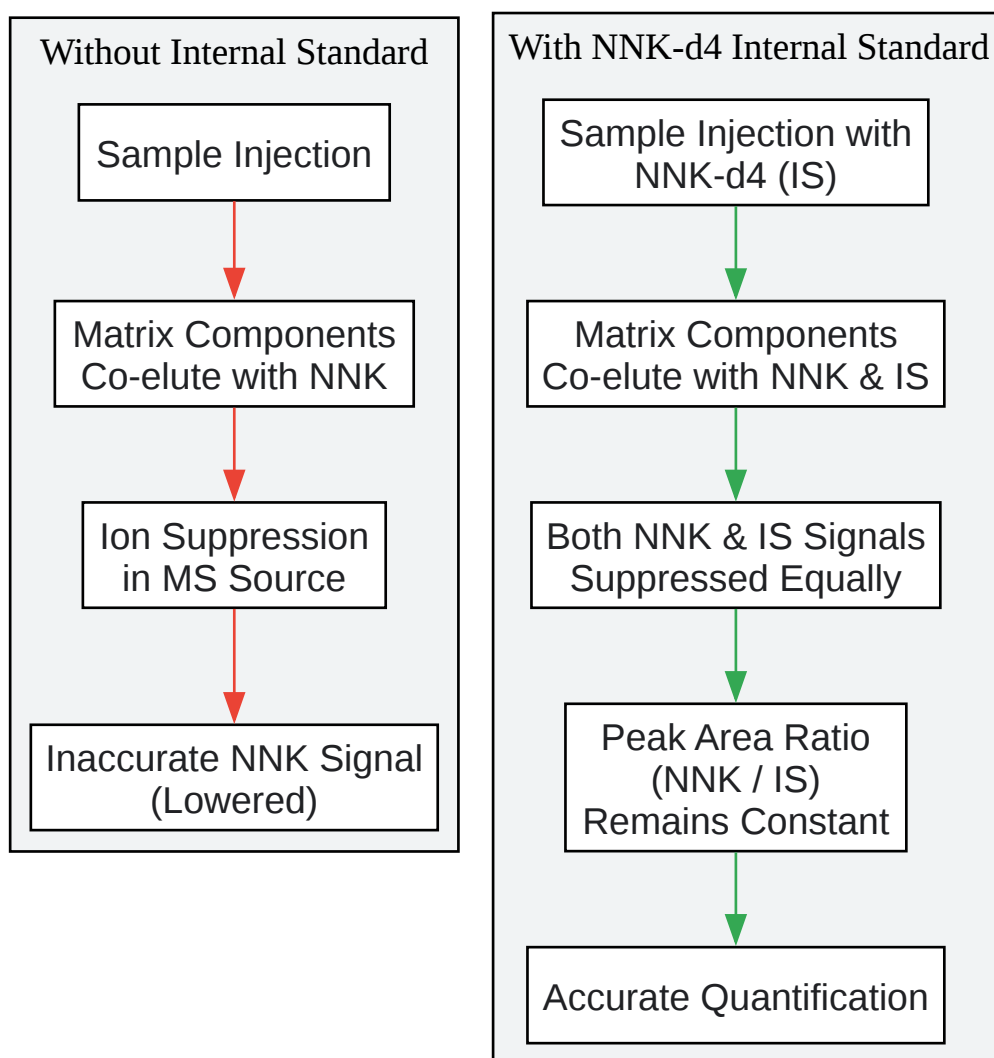 Without Internal Standard
Sample Injection
Matrix Components
Co-elute with NNK
Ion Suppression
in MS Source
Inaccurate NNK Signal
(Lowered)
With NNK-d4 Internal Standard
Sample Injection with
NNK-d4 (IS)
Matrix Components
Co-elute with NNK & IS
Both NNK & IS Signals
Suppressed Equally
Peak Area Ratio
(NNK / IS)
Remains Constant
Accurate Quantification